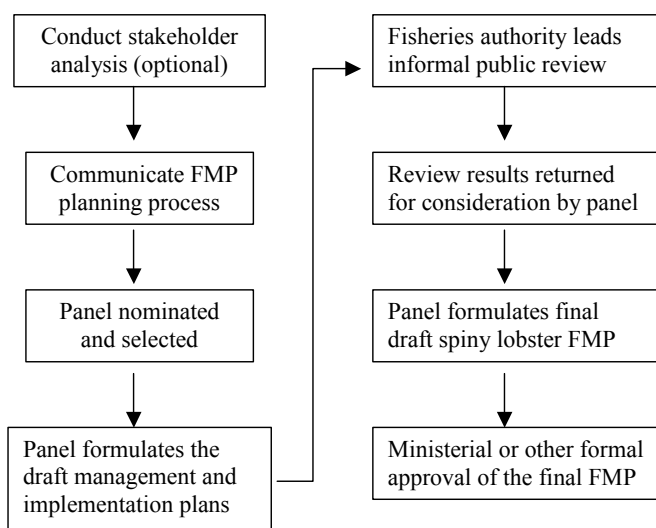 Conduct stakeholder
analysis (optional)
Communicate FMP
planning process
Panel nominated
and selected
Panel formulates the
draft management and
implementation plans
Fisheries authority leads
informal public review
Review results returned
for consideration by panel
Panel formulates final
draft spiny lobster FMP
Ministerial or other formal
approval of the final FMP